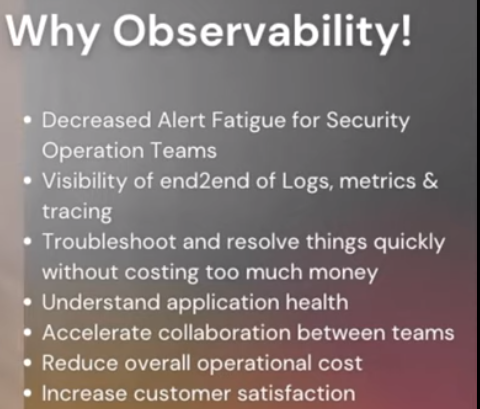 Why Observability!
• Decreased Alert Fatigue for Security
Operation Teams
• Visibility of end2end of Logs, metrics &
tracing
• Troubleshoot and resolve things quickly
without costing too much money
• Understand application health
• Accelerate collaboration between teams
• Reduce overall operational cost
• Increase customer satisfaction